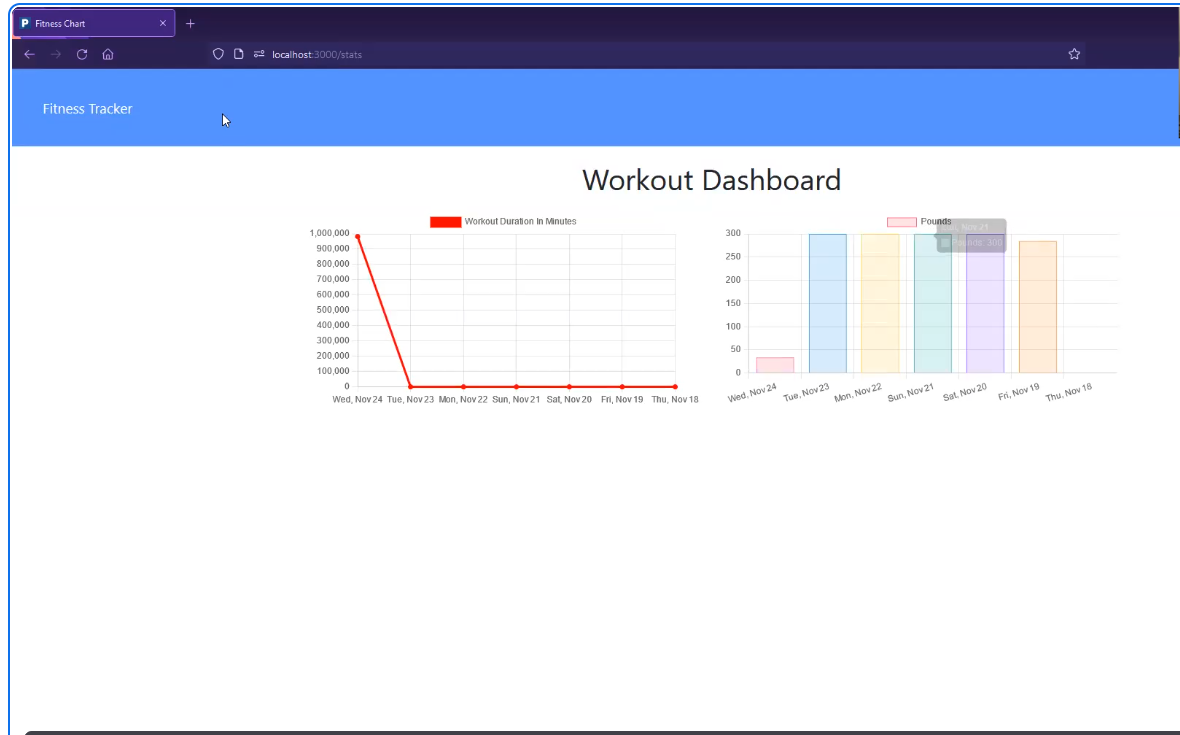 Fitness Chart
localhost:3000/stats
Fitness Tracker
Workout Dashboard
Workout Duration In Minutes
1,000,000
900,000
800,000
700,000
600,000
500,000
400,000
300,000
200,000
100,000
0
Wed, Nov 24 Tue, Nov 23 Mon, Nov 22 Sun, Nov 21 Sat, Nov 20 Fri, Nov 19 Thu, Nov 18
Pounds
Sun, Nov 21
Pounds: 300
300
250
200
150
100
50
0
Wed, Nov 24 Tue, Nov 23 Mon, Nov 22 Sun, Nov 21 Sat, Nov 20 Fri, Nov 19 Thu, Nov 18